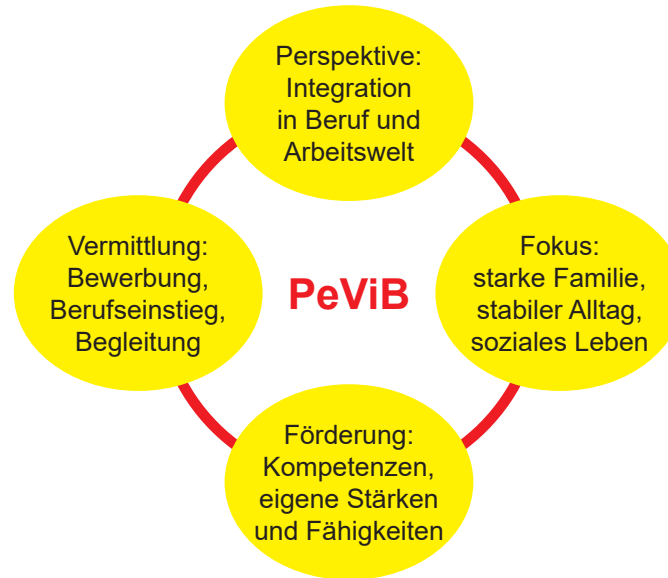 Perspektive:
Integration
in Beruf und
Arbeitswelt
Vermittlung:
Bewerbung,
Berufseinstieg,
Begleitung
PeViB
Fokus:
starke Familie,
stabiler Alltag,
soziales Leben
Förderung:
Kompetenzen,
eigene Stärken
und Fähigkeiten